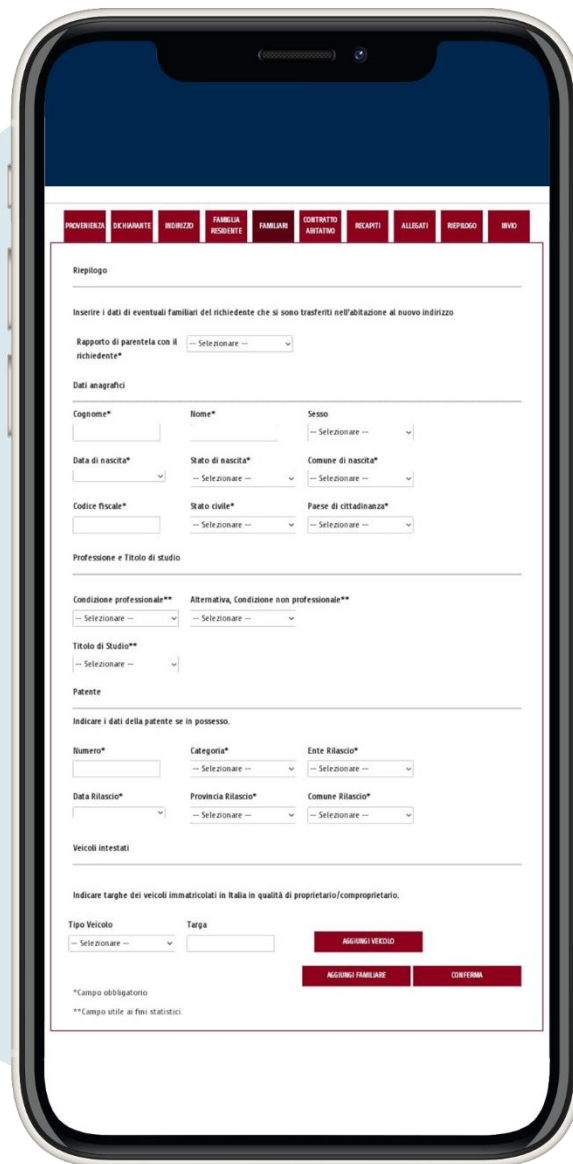 PROVENIENZA DICHIARANTE INDIRIZZO FAMIGLIA RESIDENTE FAMILIARI CONTRATTO ABITATIVO RECAPITI ALLEGATI RIEPILOGO INVIO
Riepilogo
Inserire i dati di eventuali familiari del richiedente che si sono trasferiti nell'abitazione al nuovo indirizzo
Rapporto di parentela con il richiedente* -- Selezionare --
Dati anagrafici
Cognome* Nome* Sesso
-- Selezionare --
Data di nascita* Stato di nascita* Comune di nascita*
-- Selezionare -- -- Selezionare --
Codice fiscale* Stato civile* Paese di cittadinanza*
-- Selezionare -- -- Selezionare --
Professione e Titolo di studio
Condizione professionale** Alternativa, Condizione non professionale**
-- Selezionare -- -- Selezionare --
Titolo di Studio**
-- Selezionare --
Patente
Indicare i dati della patente se in possesso.
Numero* Categoria* Ente Rilascio*
-- Selezionare -- -- Selezionare --
Data Rilascio* Provincia Rilascio* Comune Rilascio*
-- Selezionare -- -- Selezionare --
Veicoli intestati
Indicare targhe dei veicoli immatricolati in Italia in qualità di proprietario/comproprietario.
Tipo Veicolo Targa
-- Selezionare -- AGGIUNGI VEICOLO
AGGIUNGI FAMILIARE CONFERMA
*Campo obbligatorio
**Campo utile ai fini statistici.